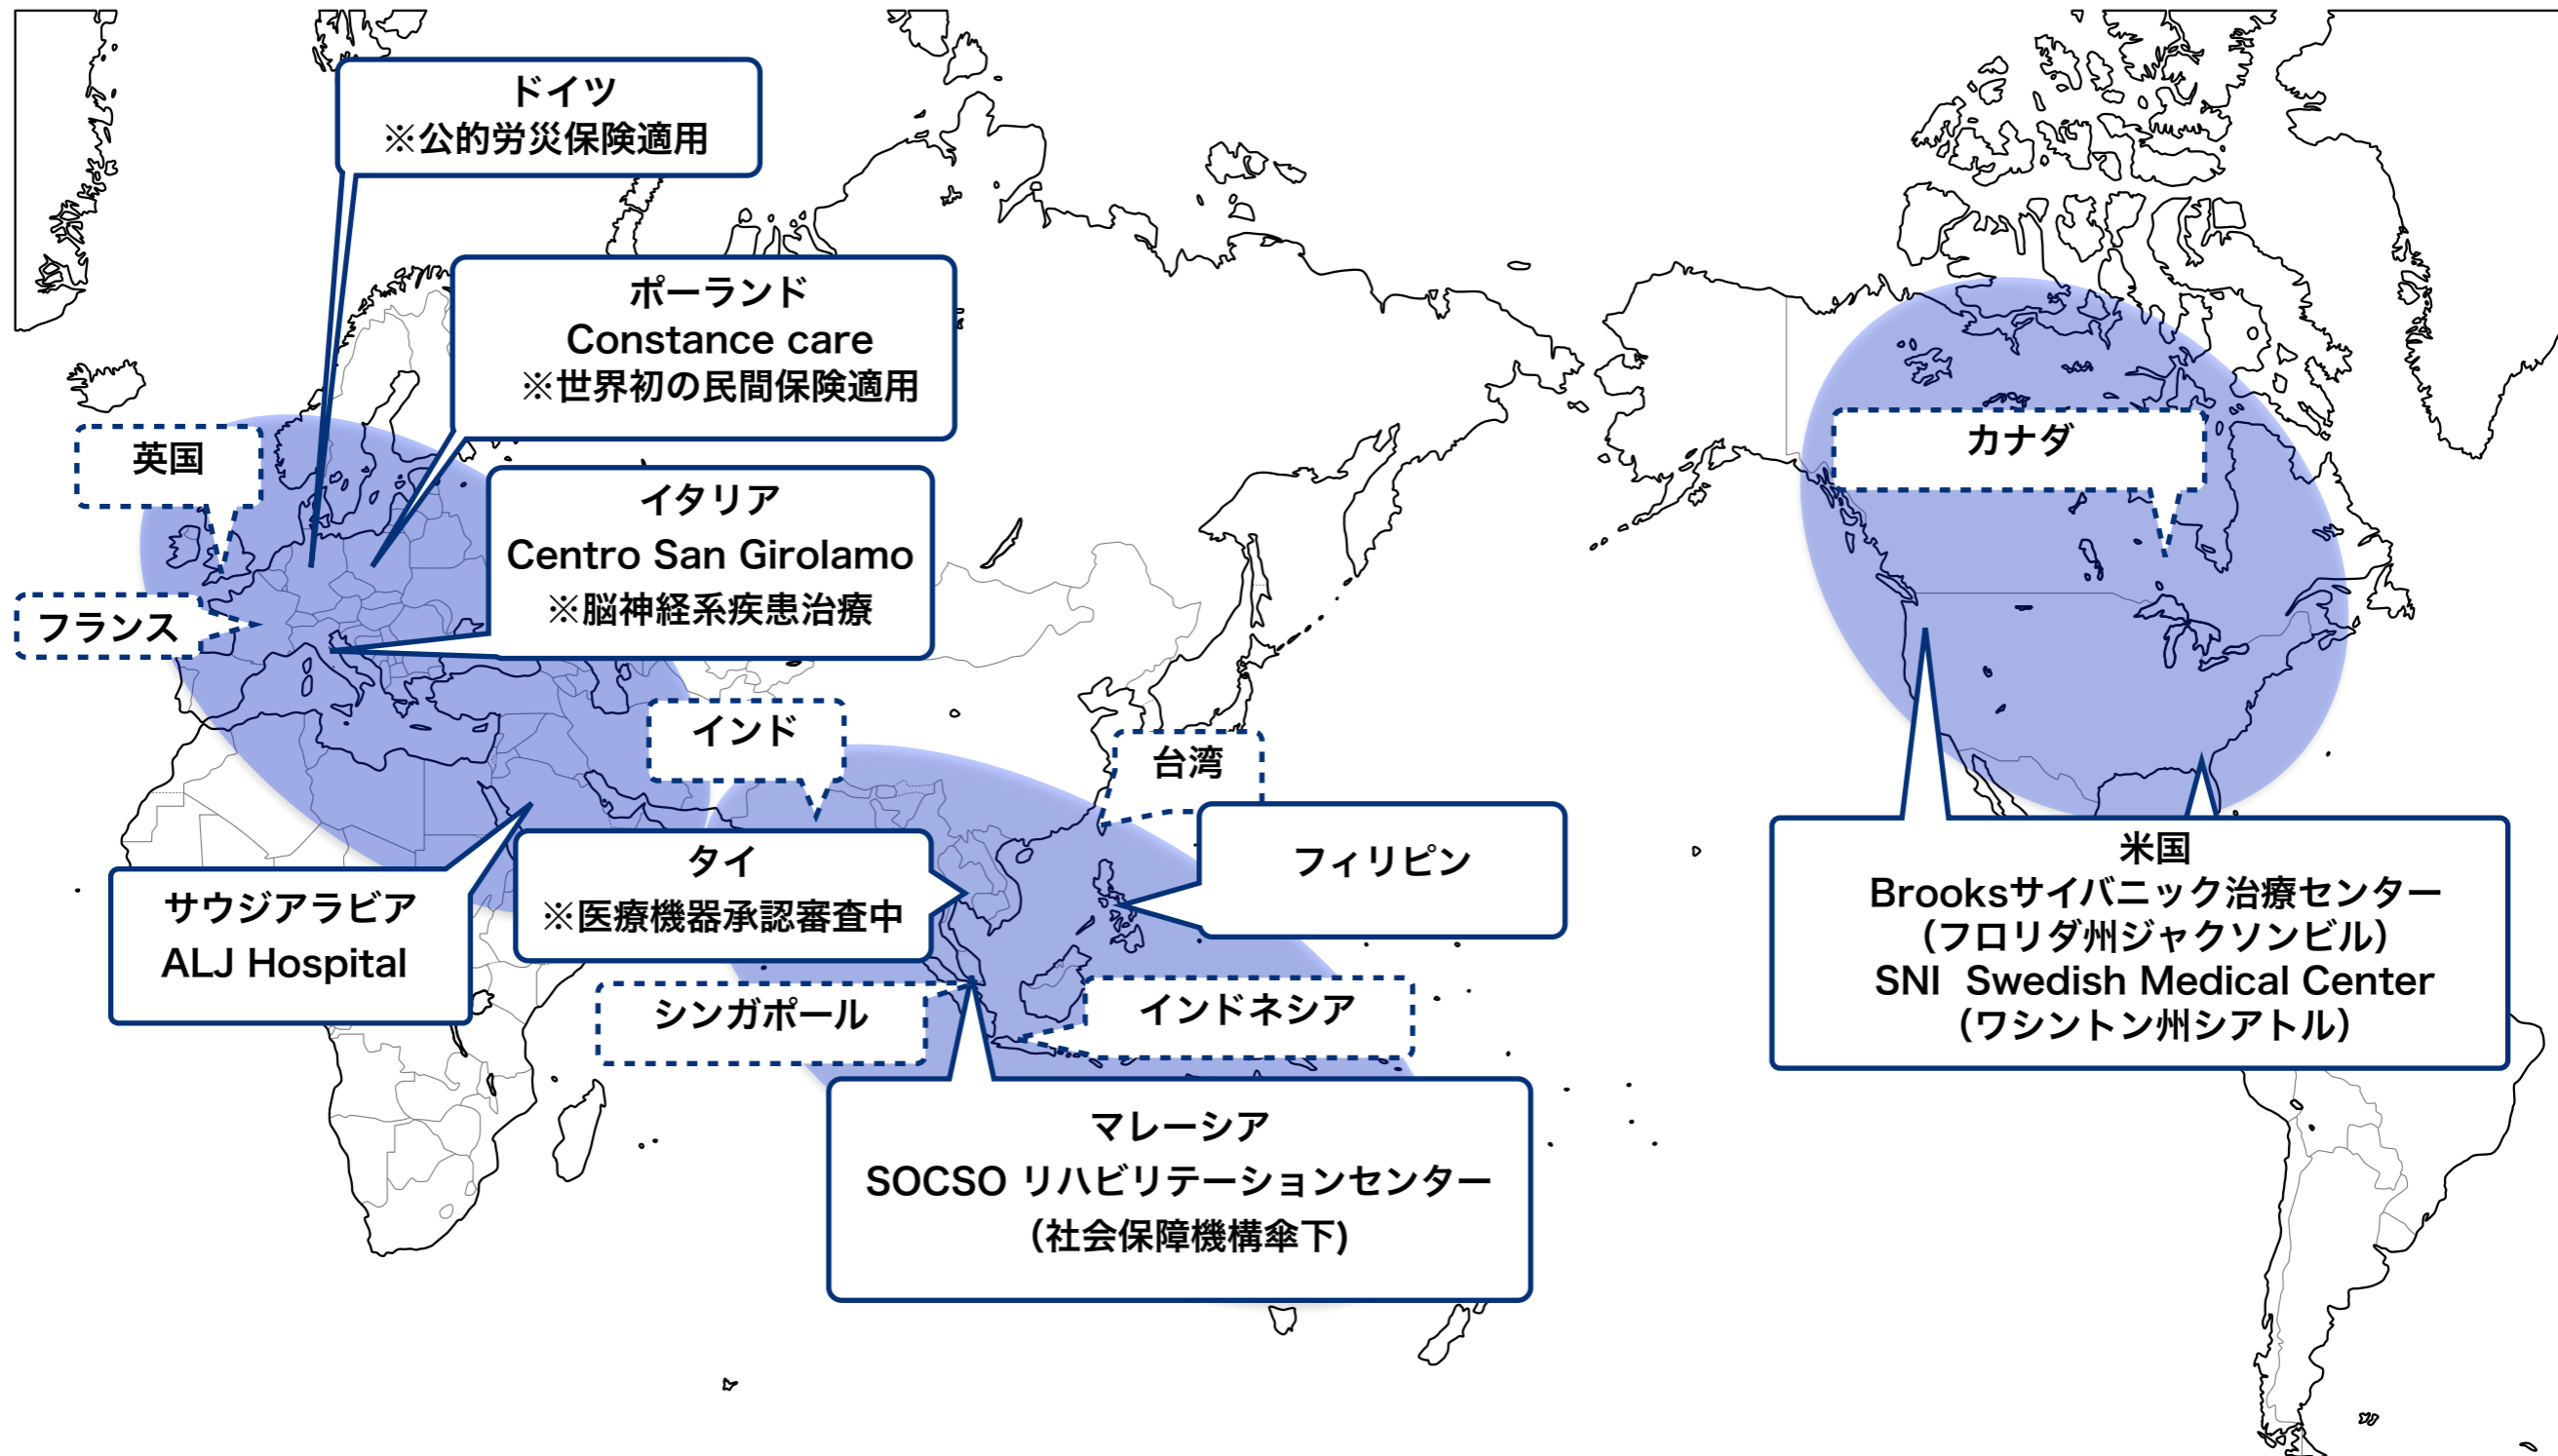 ドイツ
※公的労災保険適用
ポーランド
Constance care
※世界初の民間保険適用
英国
カナダ
イタリア
Centro San Girolamo
※脳神経系疾患治療
フランス
インド
台湾
サウジアラビア
ALJ Hospital
タイ
※医療機器承認審査中
フィリピン
米国
Brooksサイバニック治療センター
（フロリダ州ジャクソンビル）
SNI  Swedish Medical Center
（ワシントン州シアトル）
シンガポール
インドネシア
マレーシア
SOCSO リハビリテーションセンター
（社会保障機構傘下)